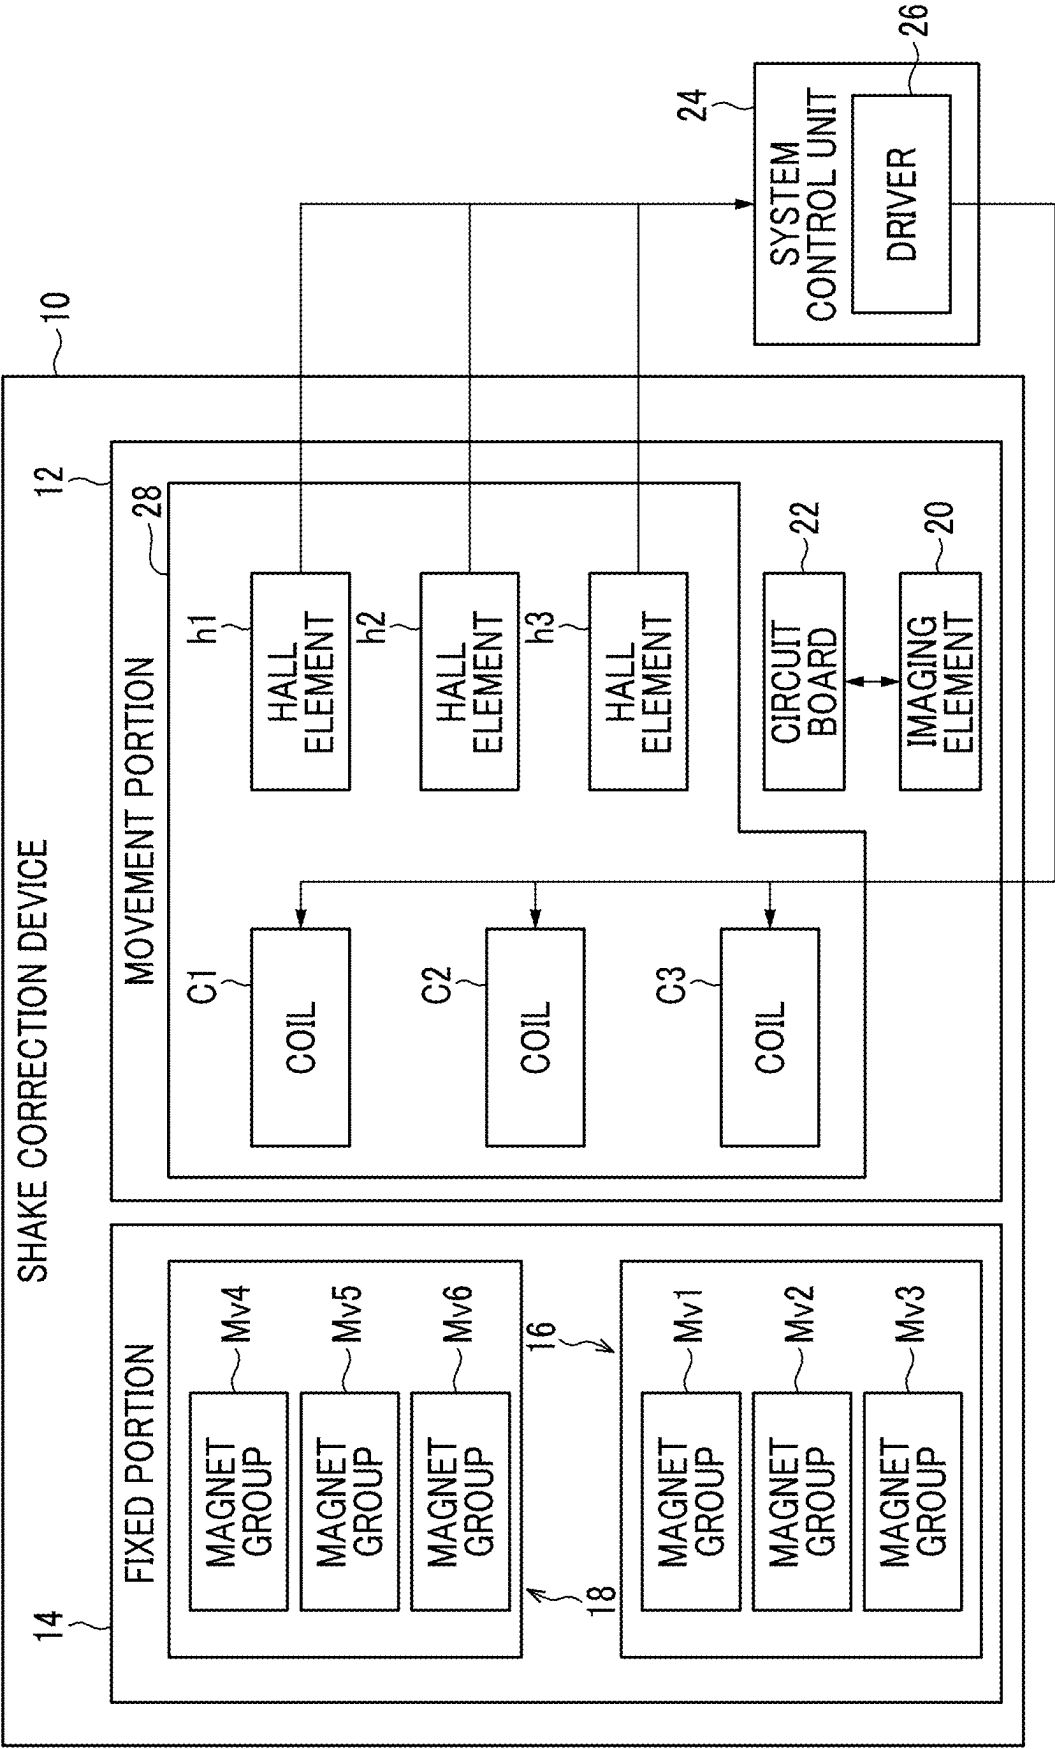 SHAKE CORRECTION DEVICE
10
14
FIXED PORTION
MAGNET
GROUP
Mv4
MAGNET
GROUP
Mv5
MAGNET
GROUP
Mv6
18
16
MAGNET
GROUP
Mv1
MAGNET
GROUP
Mv2
MAGNET
GROUP
Mv3
12
MOVEMENT PORTION
28
C1
COIL
C2
COIL
C3
COIL
h1
HALL
ELEMENT
h2
HALL
ELEMENT
h3
HALL
ELEMENT
22
CIRCUIT
BOARD
20
IMAGING
ELEMENT
24
SYSTEM
CONTROL UNIT
26
DRIVER